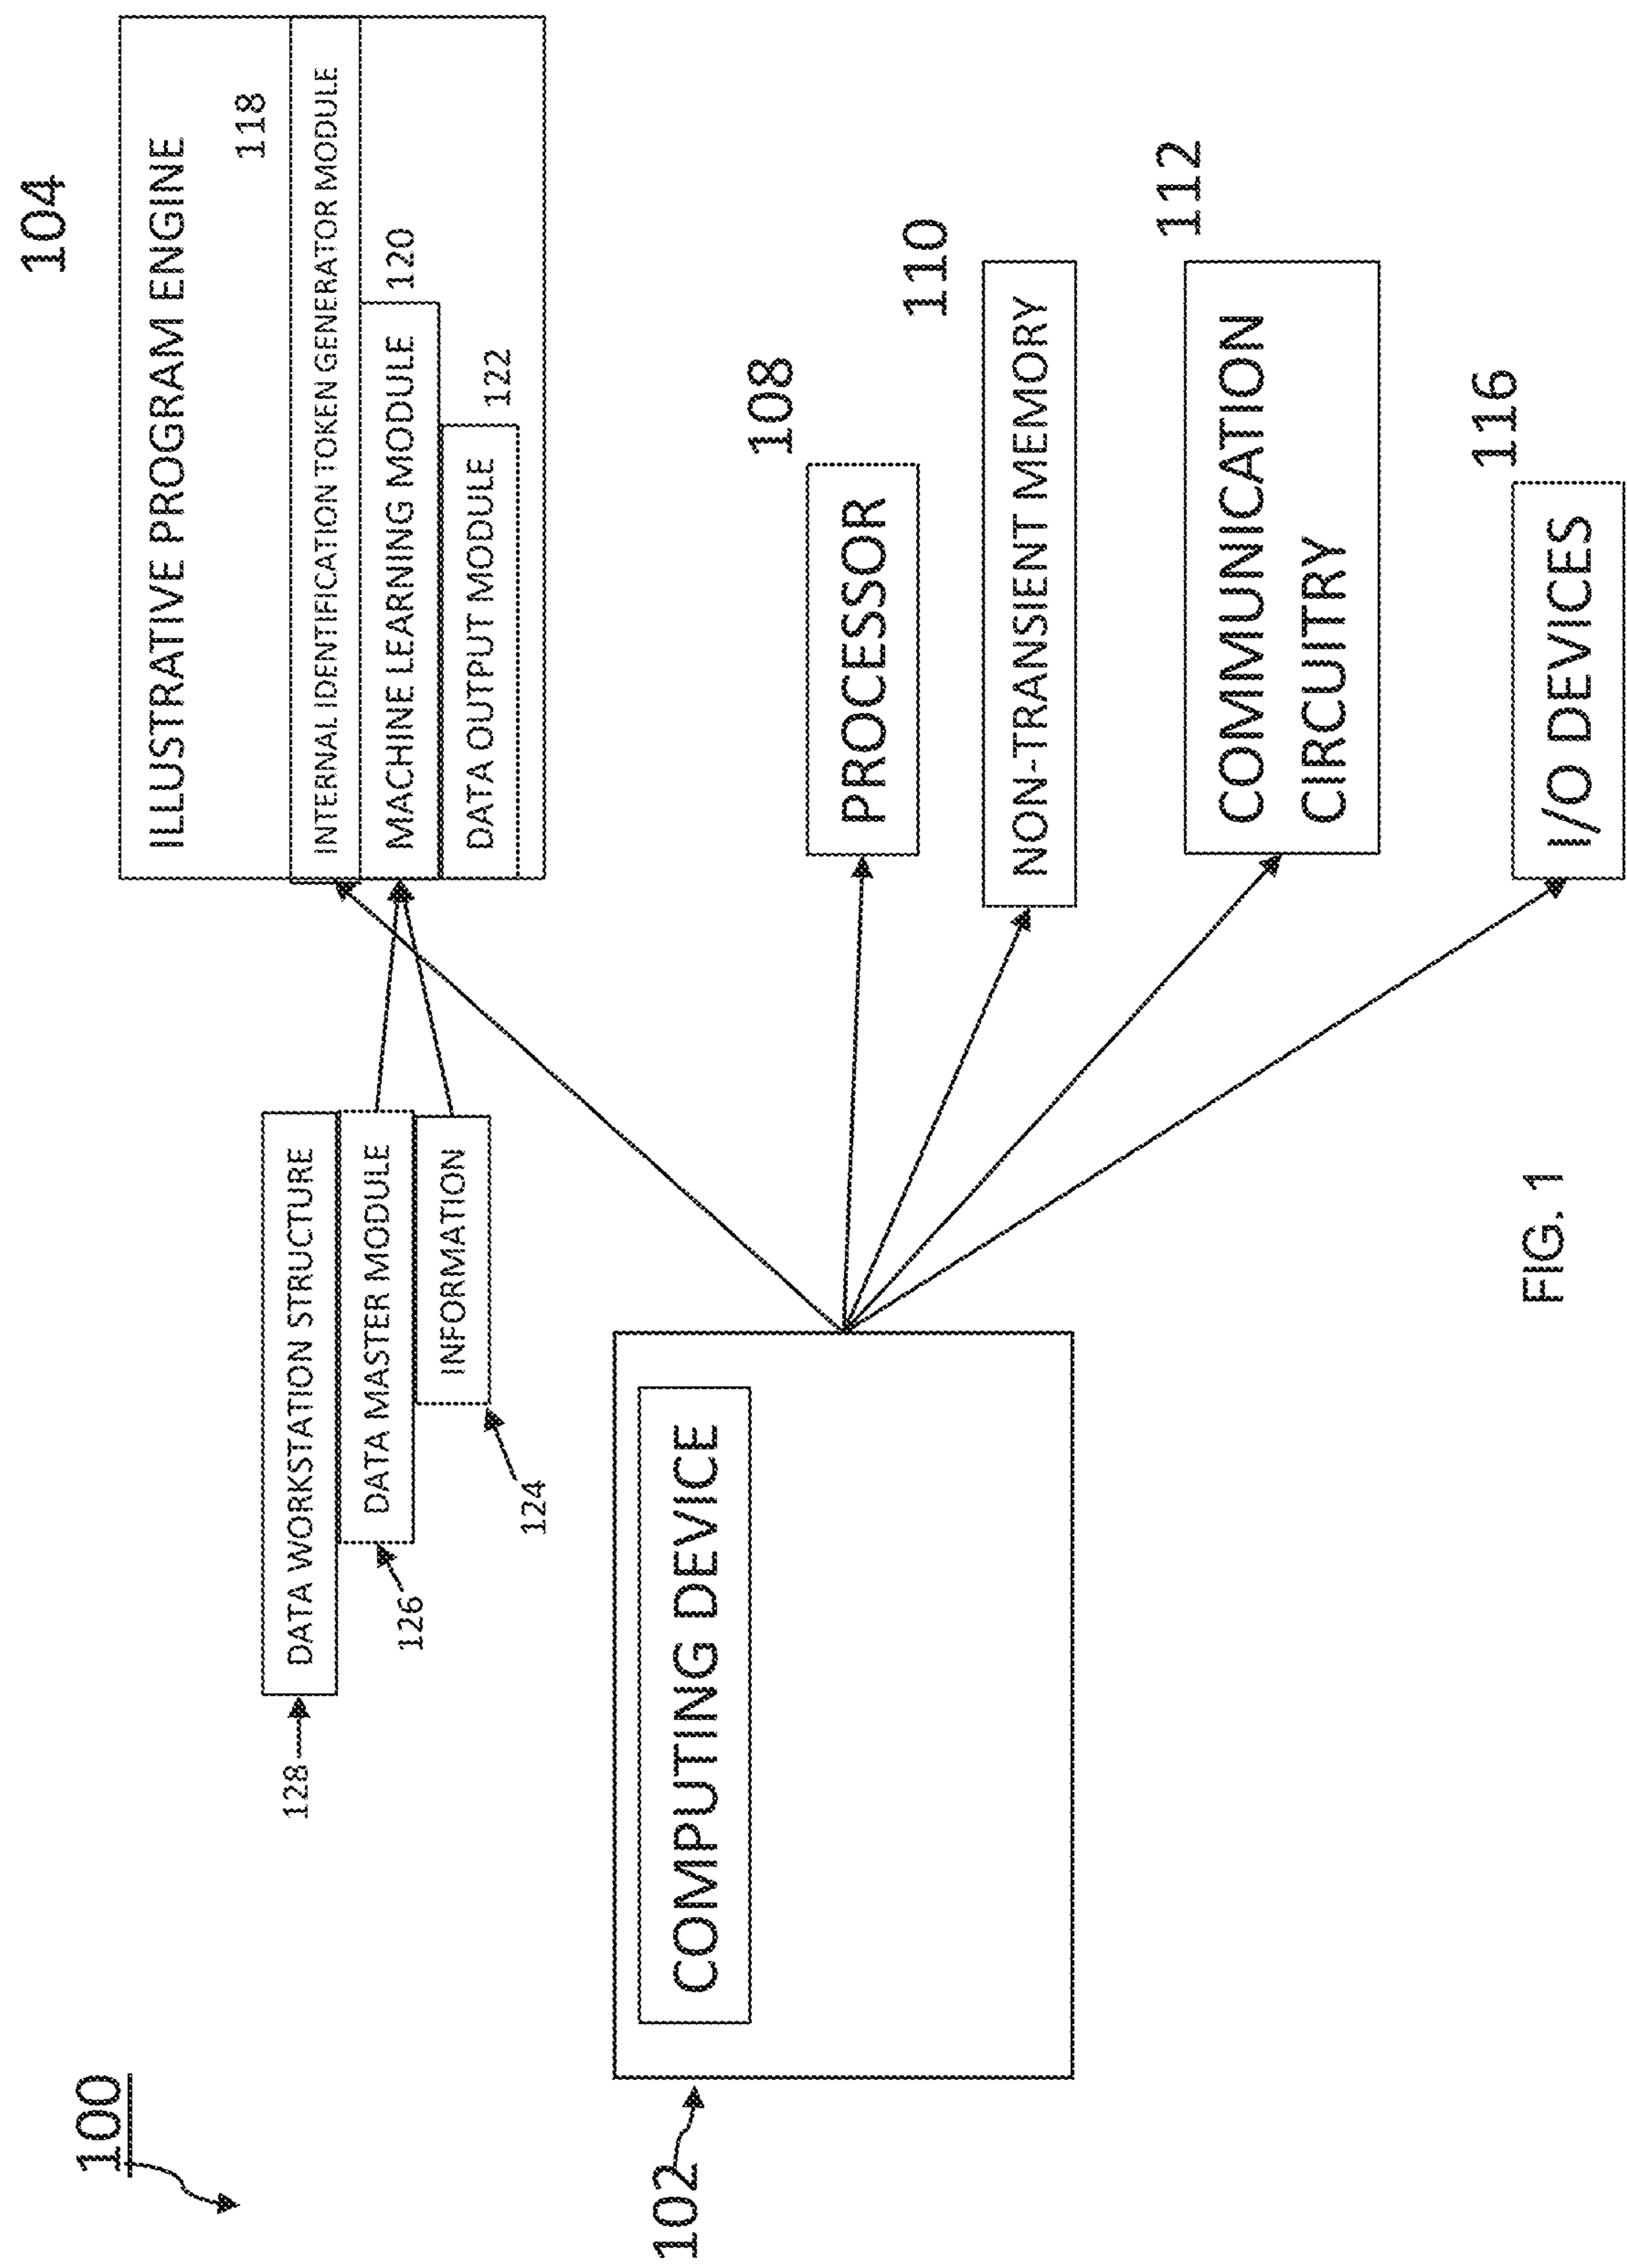 100
104
ILLUSTRATIVE PROGRAM ENGINE
118
INTERNAL IDENTIFICATION TOKEN GENERATOR MODULE
120
MACHINE LEARNING MODULE
122
DATA OUTPUT MODULE
128
DATA WORKSTATION STRUCTURE
126
DATA MASTER MODULE
124
INFORMATION
102
COMPUTING DEVICE
108
PROCESSOR
110
NON-TRANSIENT MEMORY
112
COMMUNICATION
CIRCUITRY
116
I/O DEVICES
FIG. 1